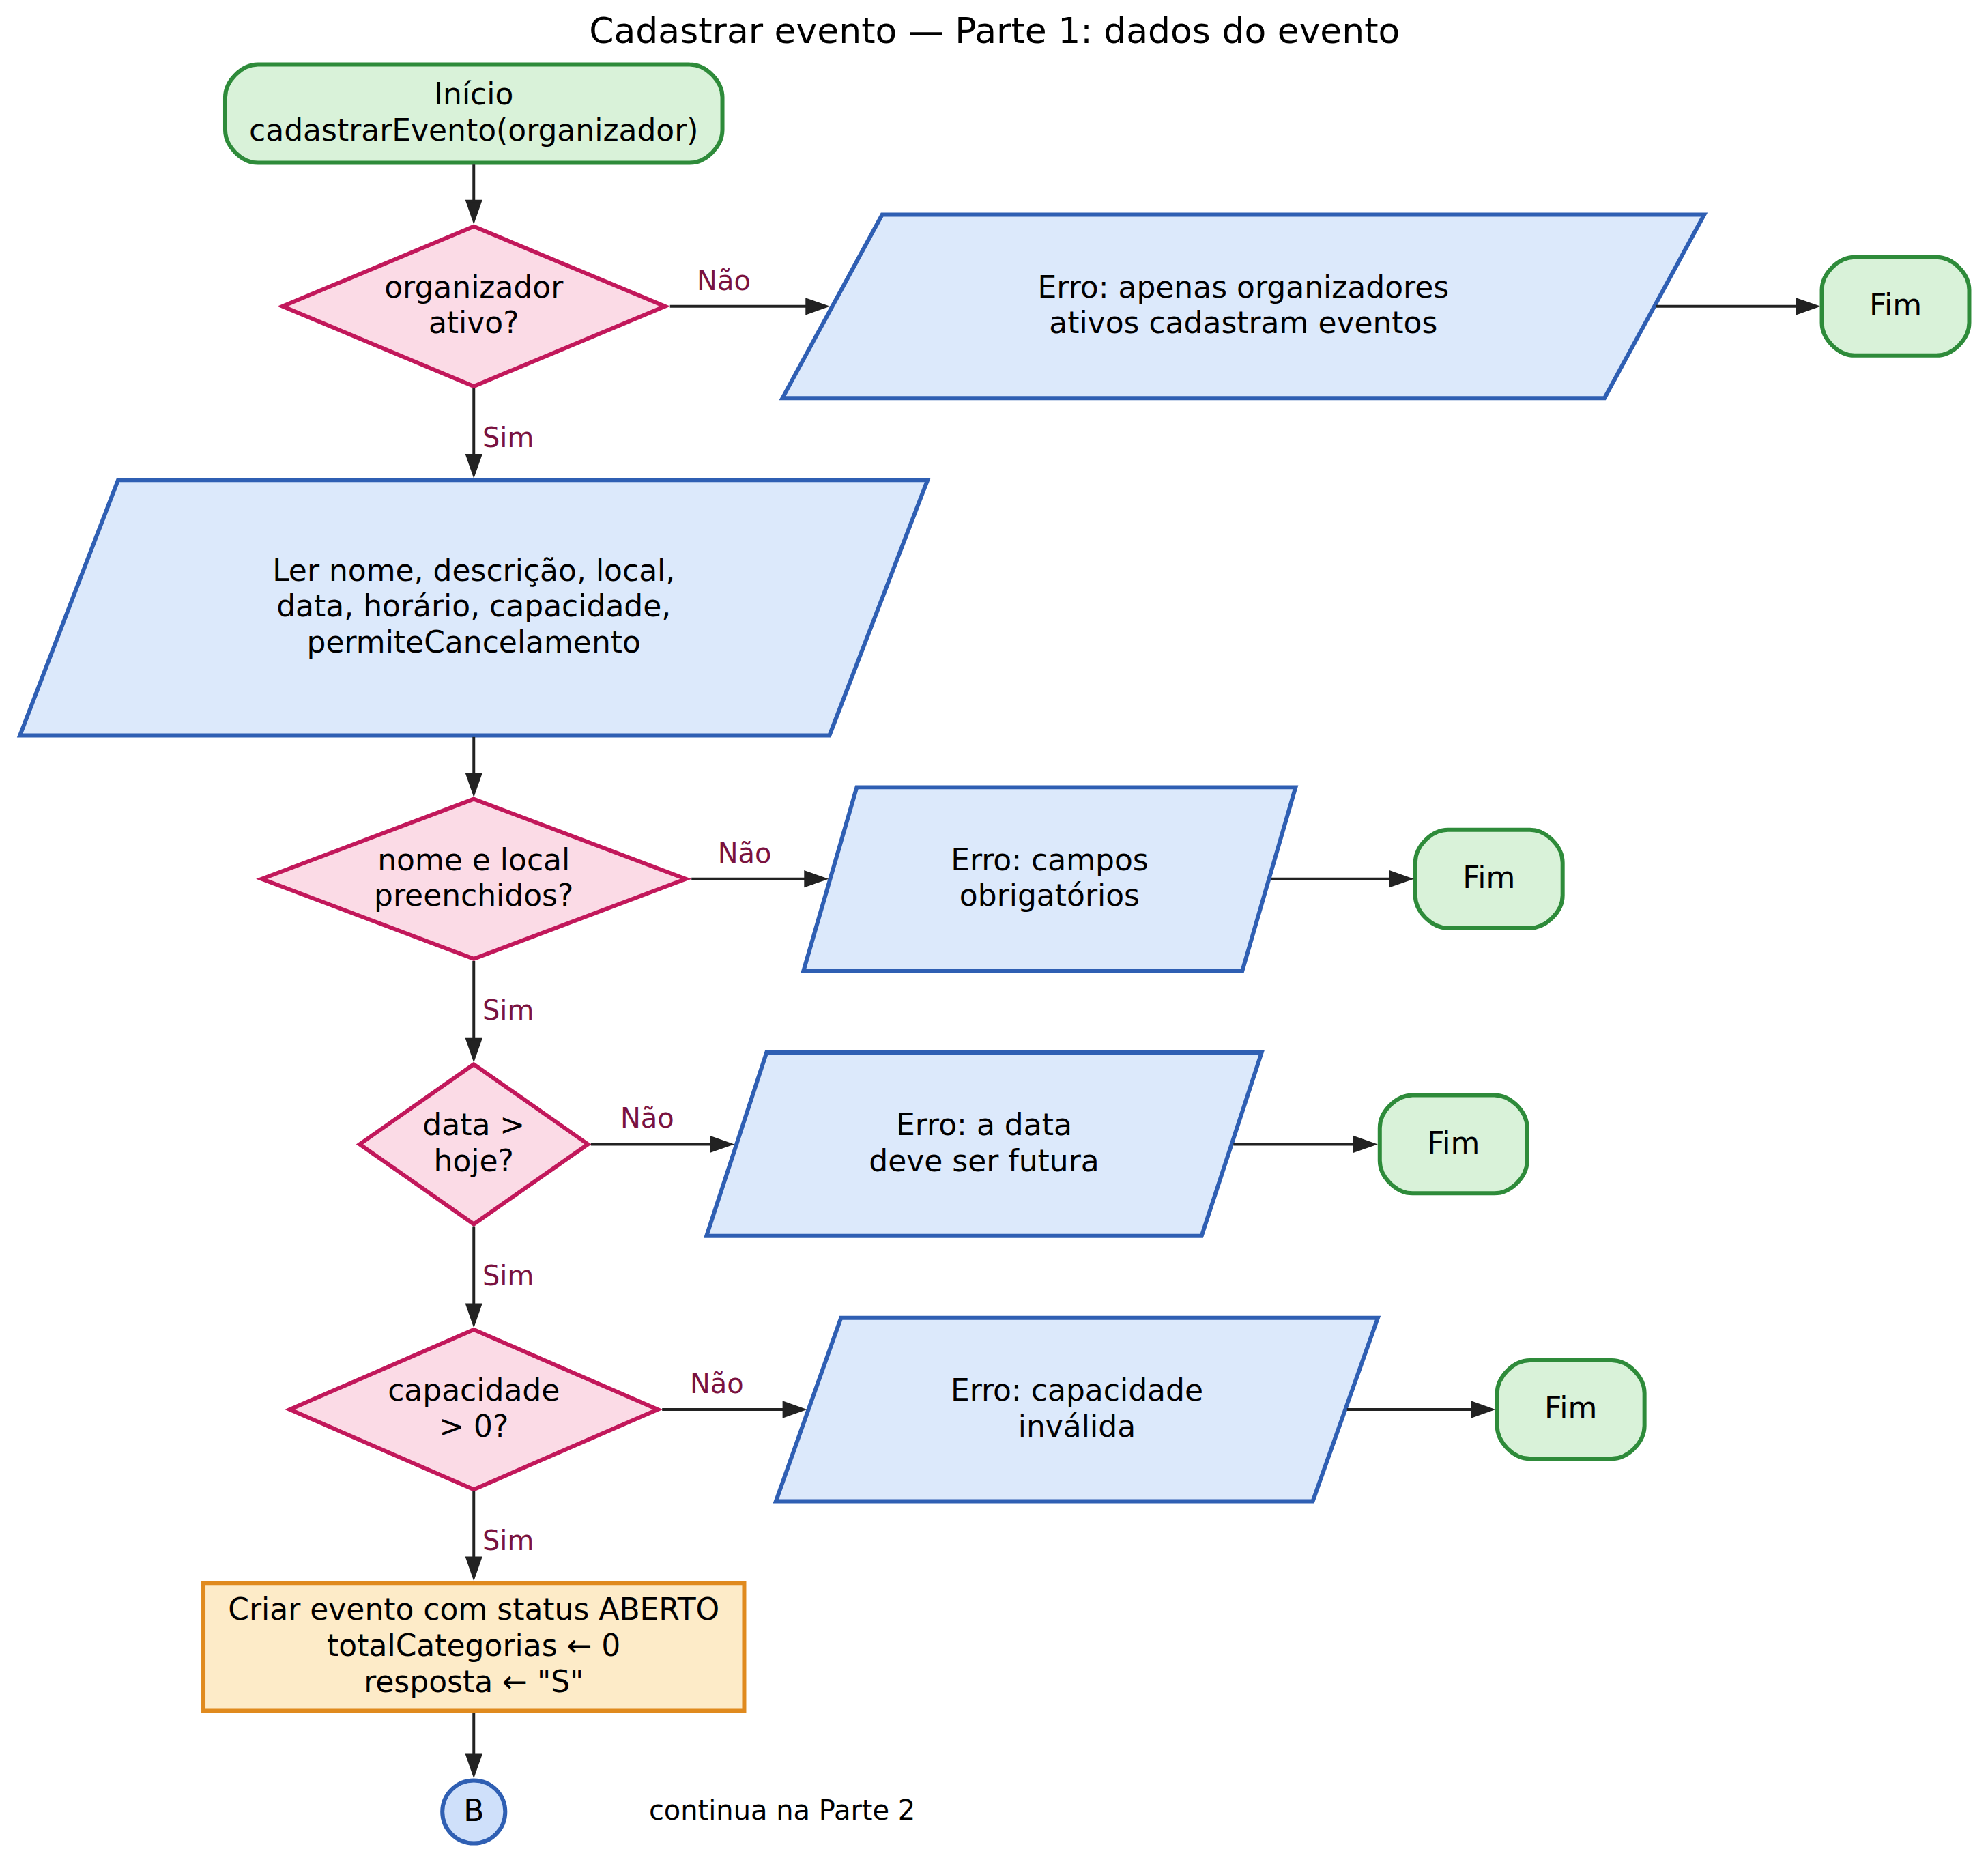 Cadastrar evento — Parte 1: dados do evento
Início
cadastrarEvento(organizador)
organizador
ativo?
Não
Erro: apenas organizadores
ativos cadastram eventos
Fim
Sim
Ler nome, descrição, local,
data, horário, capacidade,
permiteCancelamento
nome e local
preenchidos?
Não
Erro: campos
obrigatórios
Fim
Sim
data >
hoje?
Não
Erro: a data
deve ser futura
Fim
Sim
capacidade
> 0?
Não
Erro: capacidade
inválida
Fim
Sim
Criar evento com status ABERTO
totalCategorias ← 0
resposta ← "S"
B
continua na Parte 2